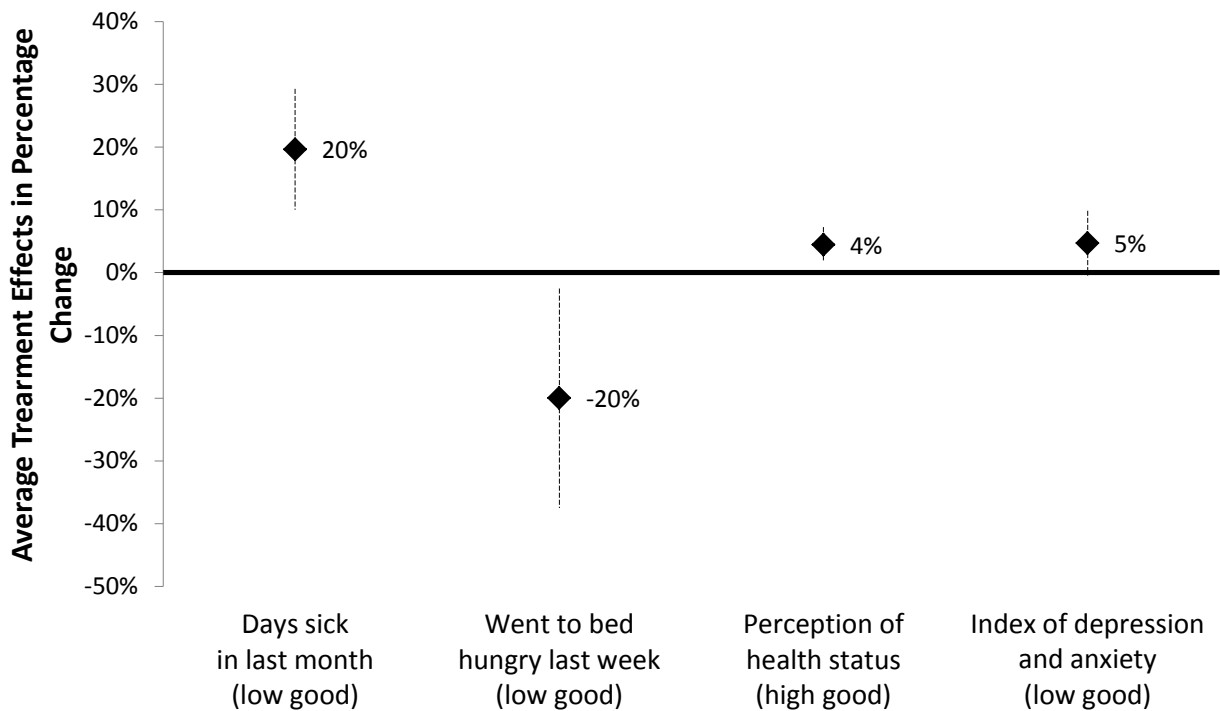 Average Trearment Effects in Percentage
Change
40%
30%
20%
10%
0%
-10%
-20%
-30%
-40%
-50%
20%
-20%
4%
5%
Days sick
in last month
(low good)
Went to bed
hungry last week
(low good)
Perception of
health status
(high good)
Index of depression
and anxiety
(low good)